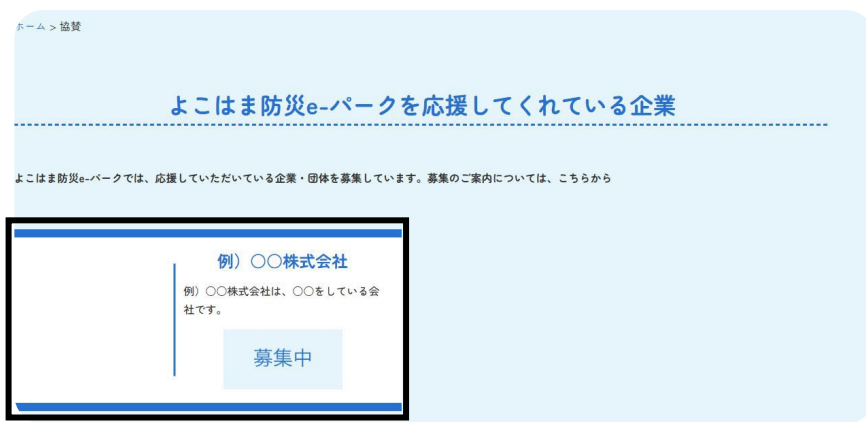 ホーム > 協賛
よこはま防災e-パークを応援してくれている企業
よこはま防災e-パークでは、応援していただいている企業・団体を募集しています。募集のご案内については、こちらから
例）〇〇株式会社
例）〇〇株式会社は、〇〇をしている会
社です。
募集中